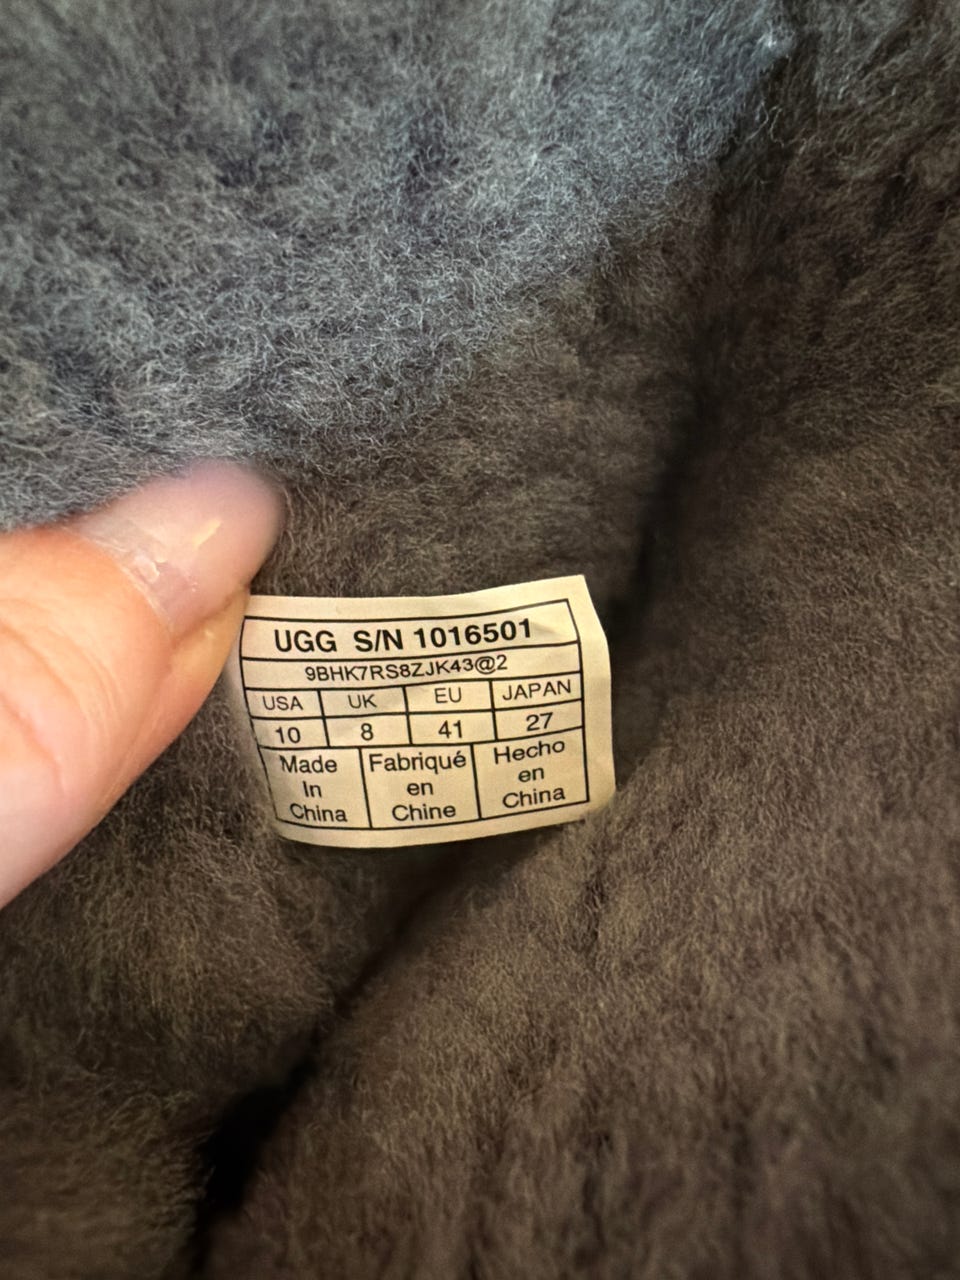 UGG S/N 1016501
9BHK7RS8ZJK43@2
USA UK EU JAPAN
10 8 41 27
Made Fabriqué Hecho
In en en
China Chine China